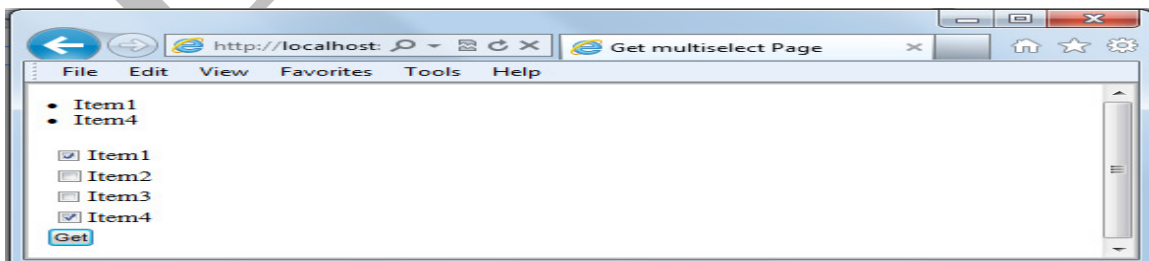 http://localhost:
Get multiselect Page
File Edit View Favorites Tools Help
• Item1
• Item4
Item1
Item2
Item3
Item4
Get